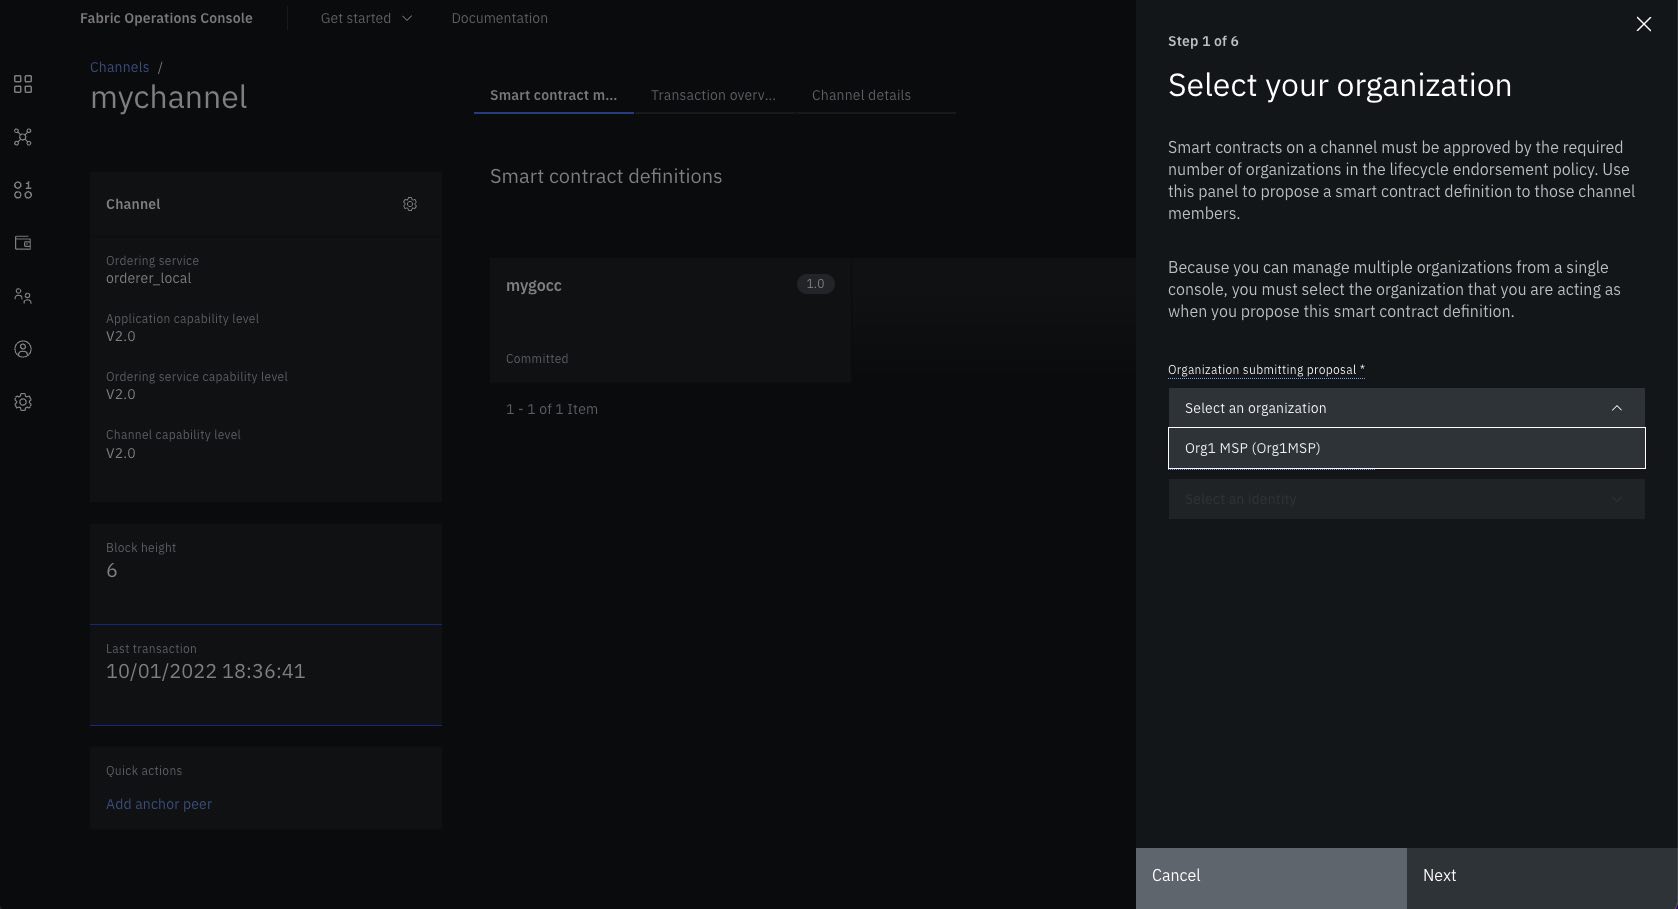 Fabric Operations Console
Get started
Documentation
Channels /
mychannel
Smart contract m...
Transaction overv...
Channel details
Channel
Ordering service
orderer_local
Application capability level
V2.0
Ordering service capability level
V2.0
Channel capability level
V2.0
Block height
6
Last transaction
10/01/2022 18:36:41
Quick actions
Add anchor peer
Smart contract definitions
mygocc
1.0
Committed
1 - 1 of 1 Item
Step 1 of 6
Select your organization
Smart contracts on a channel must be approved by the required
number of organizations in the lifecycle endorsement policy. Use
this panel to propose a smart contract definition to those channel
members.
Because you can manage multiple organizations from a single
console, you must select the organization that you are acting as
when you propose this smart contract definition.
Organization submitting proposal *
Select an organization
Org1 MSP (Org1MSP)
Select an identity
Cancel
Next